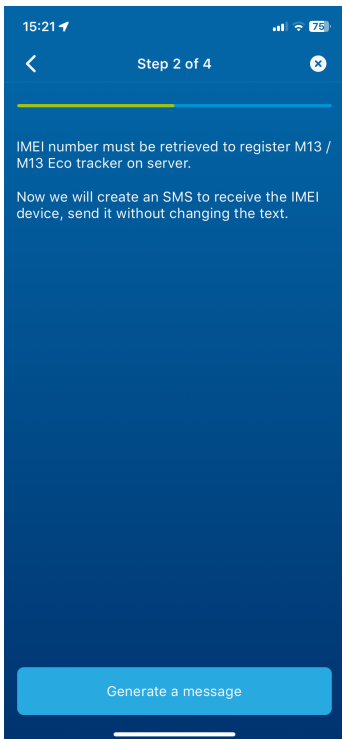 15:21
75
Step 2 of 4
IMEI number must be retrieved to register M13 /
M13 Eco tracker on server.
Now we will create an SMS to receive the IMEI
device, send it without changing the text.
Generate a message